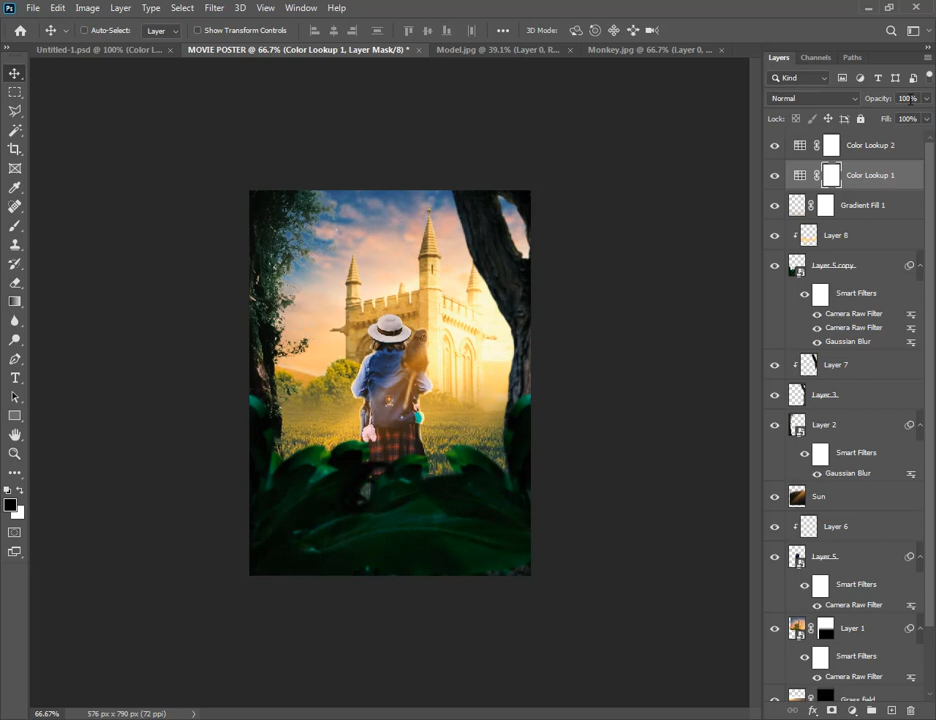 Ps File Edit Image Layer Type Select Filter 3D View Window Help
Auto-Select: Layer Show Transform Controls 3D Mode:
Untitled-1.psd @ 100% (Color L... MOVIE POSTER @ 66.7% (Color Lookup 1, Layer Mask/8) * Model.jpg @ 39.1% (Layer 0, R... Monkey.jpg @ 66.7% (Layer 0, ...
Layers Channels Paths
Kind
Normal Opacity: 100%
Lock: Fill: 100%
Color Lookup 2
Color Lookup 1
Gradient Fill 1
Layer 8
Layer 5 copy
Smart Filters
Camera Raw Filter
Camera Raw Filter
Gaussian Blur
Layer 7
Layer 3
Layer 2
Smart Filters
Gaussian Blur
Sun
Layer 6
Layer 5
Smart Filters
Camera Raw Filter
Layer 1
Smart Filters
Camera Raw Filter
Grass field
66.67% 576 px x 790 px (72 ppi)